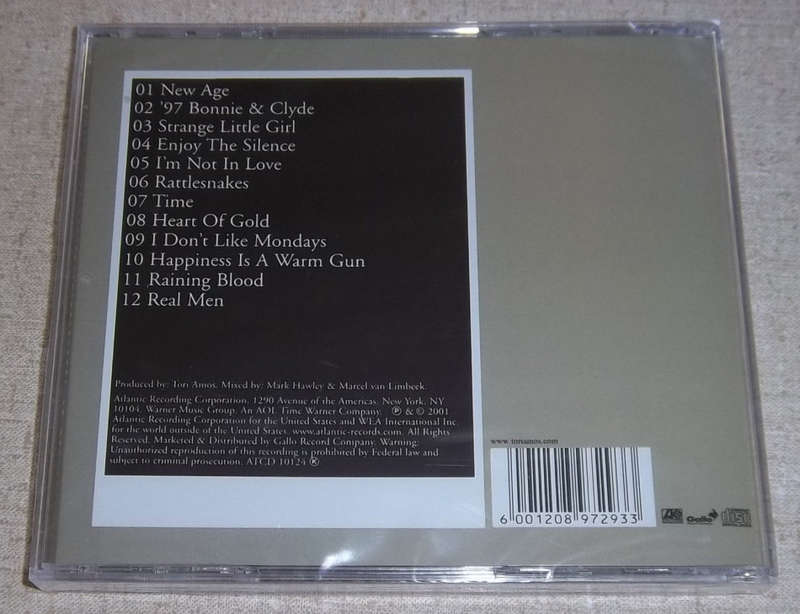 01 New Age
02 '97 Bonnie & Clyde
03 Strange Little Girl
04 Enjoy The Silence
05 I'm Not In Love
06 Rattlesnakes
07 Time
08 Heart Of Gold
09 I Don't Like Mondays
10 Happiness Is A Warm Gun
11 Raining Blood
12 Real Men
Produced by: Tori Amos. Mixed by: Mark Hawley & Marcel van Limbeek.
Atlantic Recording Corporation, 1290 Avenue of the Americas, New York, NY
10104. Warner Music Group. An AOL Time Warner Company. ℗ & © 2001
Atlantic Recording Corporation for the United States and WEA International Inc.
for the world outside of the United States. www.atlantic-records.com. All Rights
Reserved. Marketed & Distributed by Gallo Record Company. Warning:
Unauthorized reproduction of this recording is prohibited by Federal law and
subject to criminal prosecution. ATCD 10124 ®
www.toriamos.com
6 001208 972933
Gallo